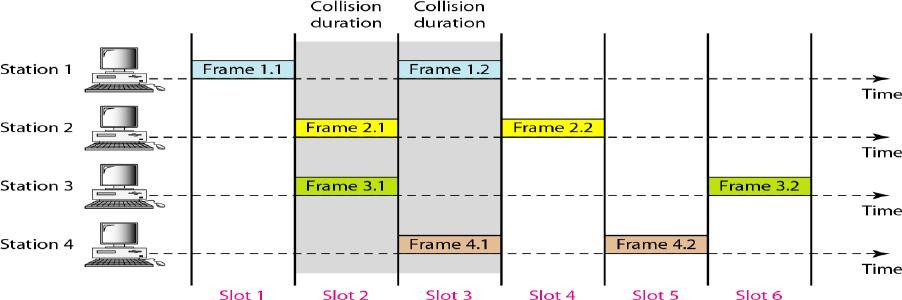 Collision duration
Collision duration
Station 1
Frame 1.1
Frame 1.2
Time
Station 2
Frame 2.1
Frame 2.2
Time
Station 3
Frame 3.1
Frame 3.2
Time
Station 4
Frame 4.1
Frame 4.2
Time
Slot 1
Slot 2
Slot 3
Slot 4
Slot 5
Slot 6